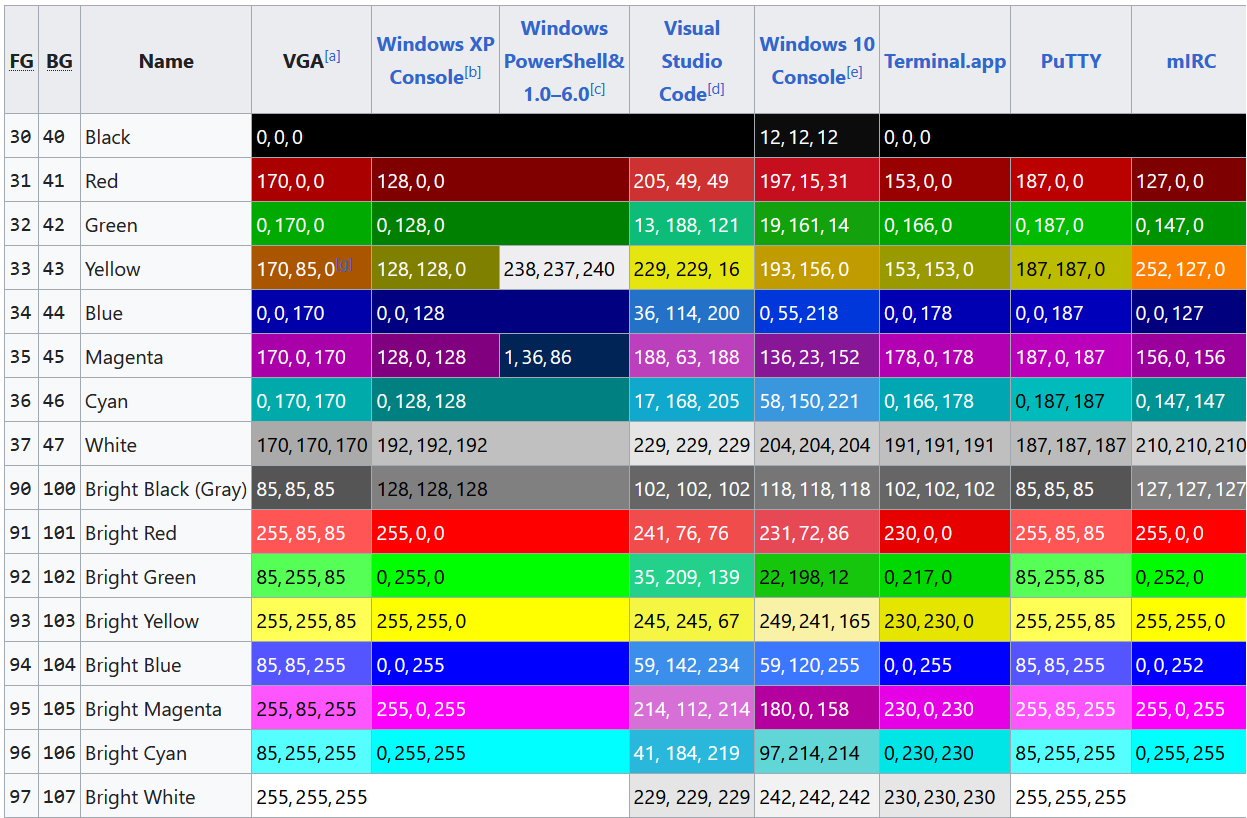 FG BG Name VGA[a] Windows XP Console[b] Windows PowerShell& 1.0–6.0[c] Visual Studio Code[d] Windows 10 Console[e] Terminal.app PuTTY mIRC
30 40 Black 0,0,0 12,12,12 0,0,0
31 41 Red 170,0,0 128,0,0 205, 49, 49 197,15,31 153,0,0 187,0,0 127,0,0
32 42 Green 0,170,0 0,128,0 13, 188, 121 19,161,14 0,166,0 0,187,0 0,147,0
33 43 Yellow 170,85,0[g] 128,128,0 238,237,240 229, 229, 16 193,156,0 153,153,0 187,187,0 252,127,0
34 44 Blue 0,0,170 0,0,128 36, 114, 200 0,55,218 0,0,178 0,0,187 0,0,127
35 45 Magenta 170,0,170 128,0,128 1,36,86 188, 63, 188 136,23,152 178,0,178 187,0,187 156,0,156
36 46 Cyan 0,170,170 0,128,128 17, 168, 205 58,150,221 0,166,178 0,187,187 0,147,147
37 47 White 170,170,170 192,192,192 229, 229, 229 204,204,204 191,191,191 187,187,187 210,210,210
90 100 Bright Black (Gray) 85,85,85 128,128,128 102, 102, 102 118,118,118 102,102,102 85,85,85 127,127,127
91 101 Bright Red 255,85,85 255,0,0 241, 76, 76 231,72,86 230,0,0 255,85,85 255,0,0
92 102 Bright Green 85,255,85 0,255,0 35, 209, 139 22,198,12 0,217,0 85,255,85 0,252,0
93 103 Bright Yellow 255,255,85 255,255,0 245, 245, 67 249,241,165 230,230,0 255,255,85 255,255,0
94 104 Bright Blue 85,85,255 0,0,255 59, 142, 234 59,120,255 0,0,255 85,85,255 0,0,252
95 105 Bright Magenta 255,85,255 255,0,255 214, 112, 214 180,0,158 230,0,230 255,85,255 255,0,255
96 106 Bright Cyan 85,255,255 0,255,255 41, 184, 219 97,214,214 0,230,230 85,255,255 0,255,255
97 107 Bright White 255,255,255 229, 229, 229 242,242,242 230,230,230 255,255,255